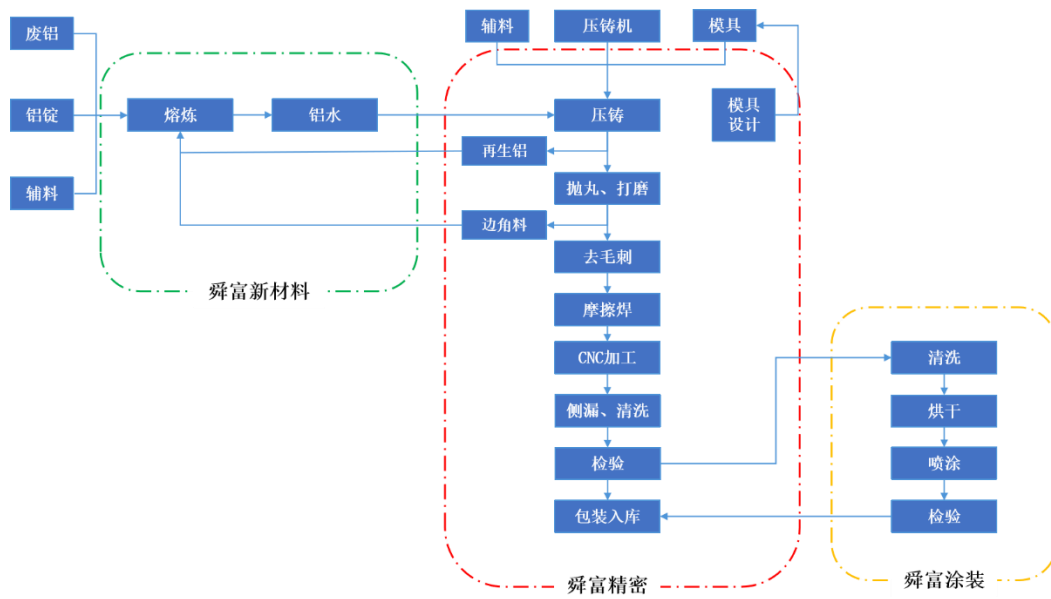 辅料
压铸机
模具
废铝
铝锭
熔炼
铝水
压铸
模具
设计
再生铝
抛丸、打磨
辅料
边角料
去毛刺
舜富新材料
摩擦焊
CNC加工
清洗
侧漏、清洗
烘干
检验
喷涂
包装入库
检验
舜富精密
舜富涂装